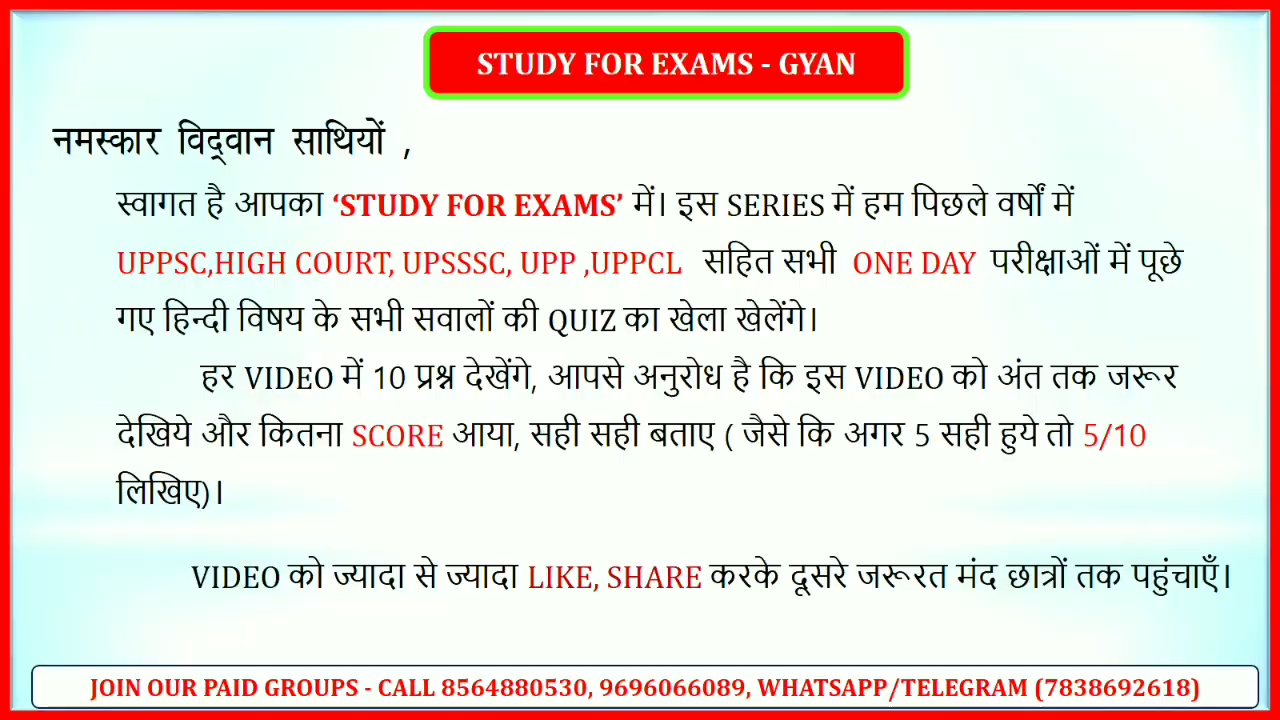 STUDY FOR EXAMS - GYAN
नमस्कार विद्‌वान साथियों ,
स्वागत है आपका ‘STUDY FOR EXAMS’ में। इस SERIES में हम पिछले वर्षों में
UPPSC,HIGH COURT, UPSSSC, UPP ,UPPCL सहित सभी ONE DAY परीक्षाओं में पूछे
गए हिन्दी विषय के सभी सवालों की QUIZ का खेला खेलेंगे।
हर VIDEO में 10 प्रश्न देखेंगे, आपसे अनुरोध है कि इस VIDEO को अंत तक जरूर
देखिये और कितना SCORE आया, सही सही बताए ( जैसे कि अगर 5 सही हुये तो 5/10
लिखिए)।
VIDEO को ज्यादा से ज्यादा LIKE, SHARE करके दूसरे जरूरत मंद छात्रों तक पहुंचाएँ।
JOIN OUR PAID GROUPS - CALL 8564880530, 9696066089, WHATSAPP/TELEGRAM (7838692618)